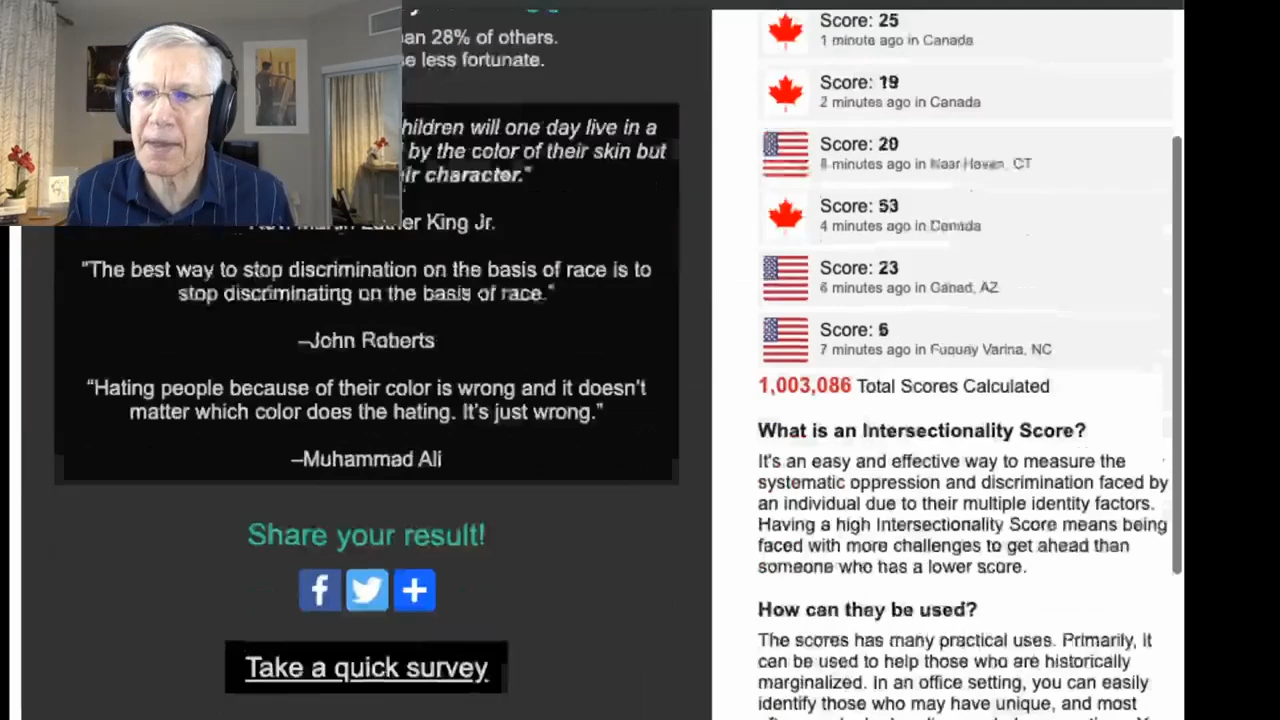 an 28% of others.
e less fortunate.
hildren will one day live in a
by the color of their skin but
ir character."
King Jr.
"The best way to stop discrimination on the basis of race is to
stop discriminating on the basis of race."
–John Roberts
"Hating people because of their color is wrong and it doesn't
matter which color does the hating. It's just wrong."
–Muhammad Ali
Share your result!
Take a quick survey
Score: 25
1 minute ago in Canada
Score: 19
2 minutes ago in Canada
Score: 20
minutes ago in CT
Score: 53
4 minutes ago in Canada
Score: 23
6 minutes ago in AZ
Score: 6
7 minutes ago in Fuquay Varina, NC
1,003,086 Total Scores Calculated
What is an Intersectionality Score?
It's an easy and effective way to measure the
systematic oppression and discrimination faced by
an individual due to their multiple identity factors.
Having a high Intersectionality Score means being
faced with more challenges to get ahead than
someone who has a lower score.
How can they be used?
The scores has many practical uses. Primarily, it
can be used to help those who are historically
marginalized. In an office setting, you can easily
identify those who may have unique, and most